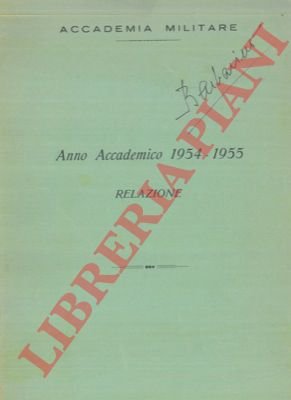 ACCADEMIA MILITARE
Anno Accademico 1954-1955
RELAZIONE
LIBRERIA PIANI